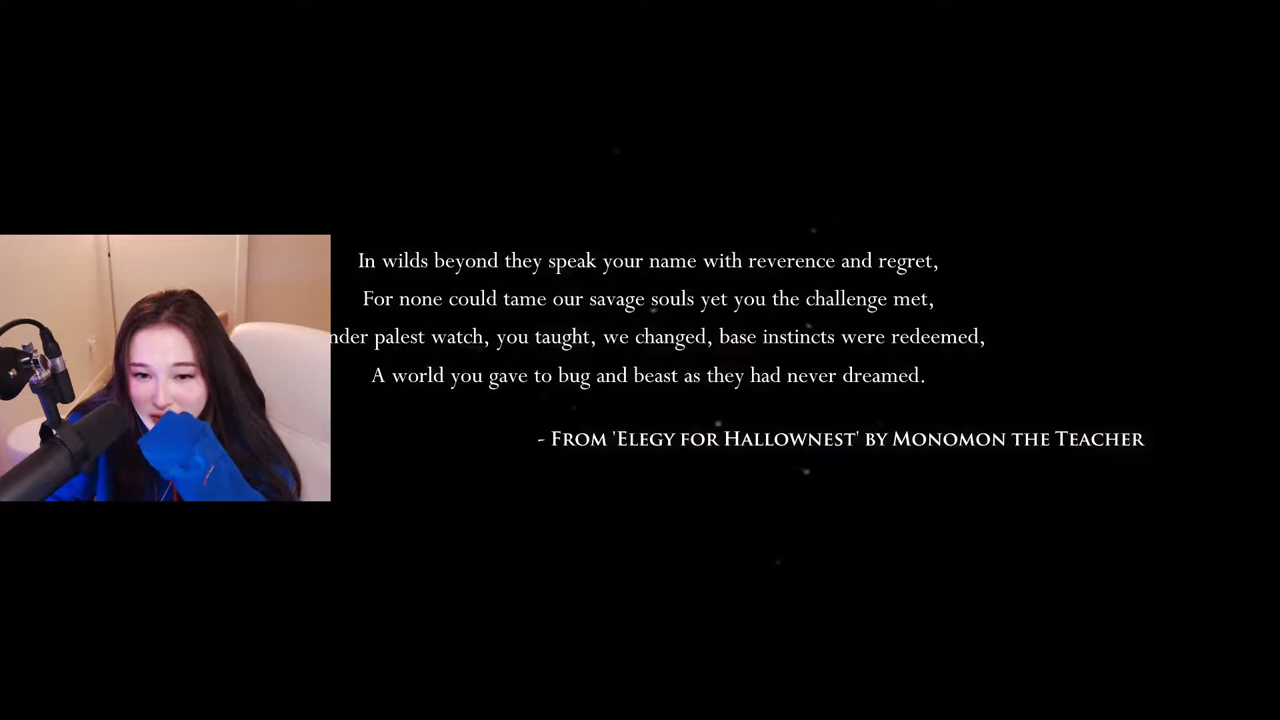 In wilds beyond they speak your name with reverence and regret,
For none could tame our savage souls yet you the challenge met,
palest watch, you taught, we changed, base instincts were redeemed,
A world you gave to bug and beast as they had never dreamed.
- From 'Elegy for Hallownest' by Monomon the Teacher